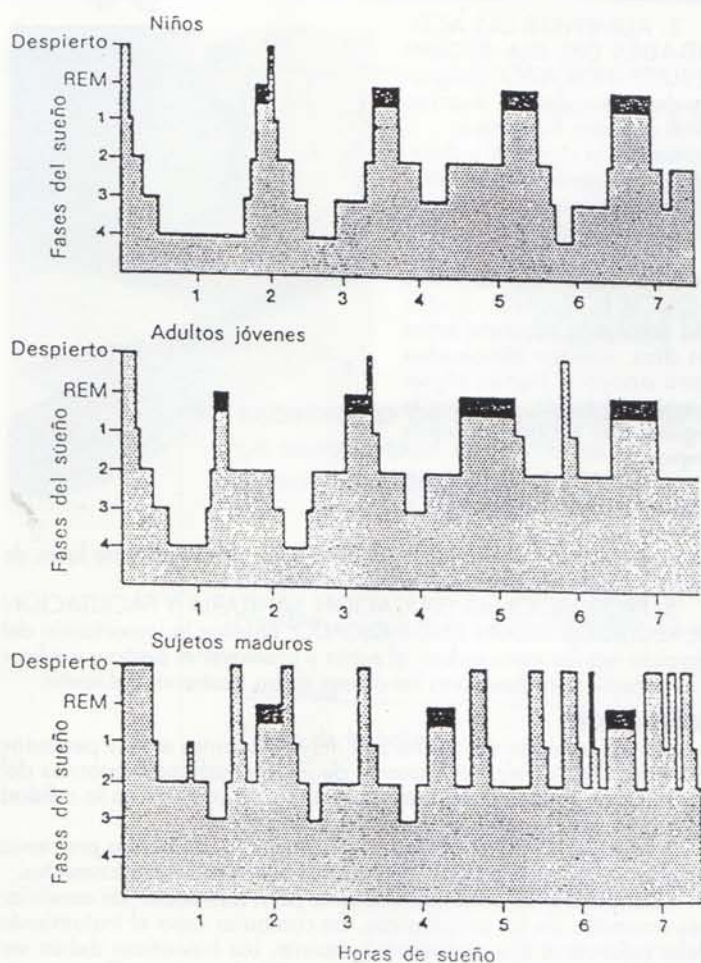 Niños
Despierto
REM
1
2
3
4
Fases del sueño
1 2 3 4 5 6 7
Adultos jóvenes
Despierto
REM
1
2
3
4
Fases del sueño
1 2 3 4 5 6 7
Sujetos maduros
Despierto
REM
1
2
3
4
Fases del sueño
1 2 3 4 5 6 7
Horas de sueño